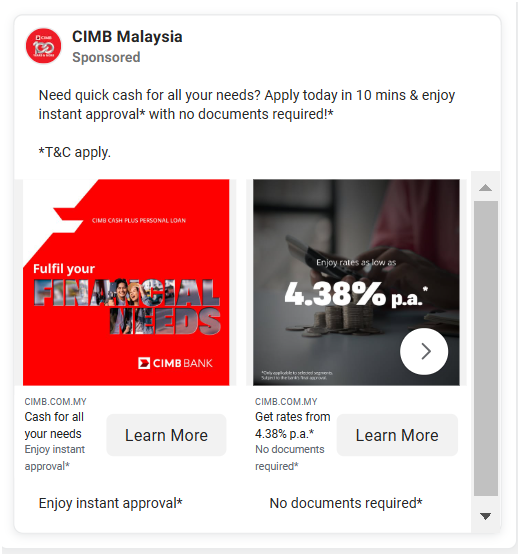 CIMB Malaysia
Sponsored
Need quick cash for all your needs? Apply today in 10 mins & enjoy
instant approval* with no documents required!*
*T&C apply.
CIMB CASH PLUS PERSONAL LOAN
Fulfil your
FINANCIAL
NEEDS
CIMB BANK
Enjoy rates as low as
4.38% p.a.*
*Only applicable to selected segments.
Subject to the bank's final approval.
CIMB.COM.MY
Cash for all
your needs
Enjoy instant
approval*
Learn More
CIMB.COM.MY
Get rates from
4.38% p.a.*
No documents
required*
Learn More
Enjoy instant approval*
No documents required*